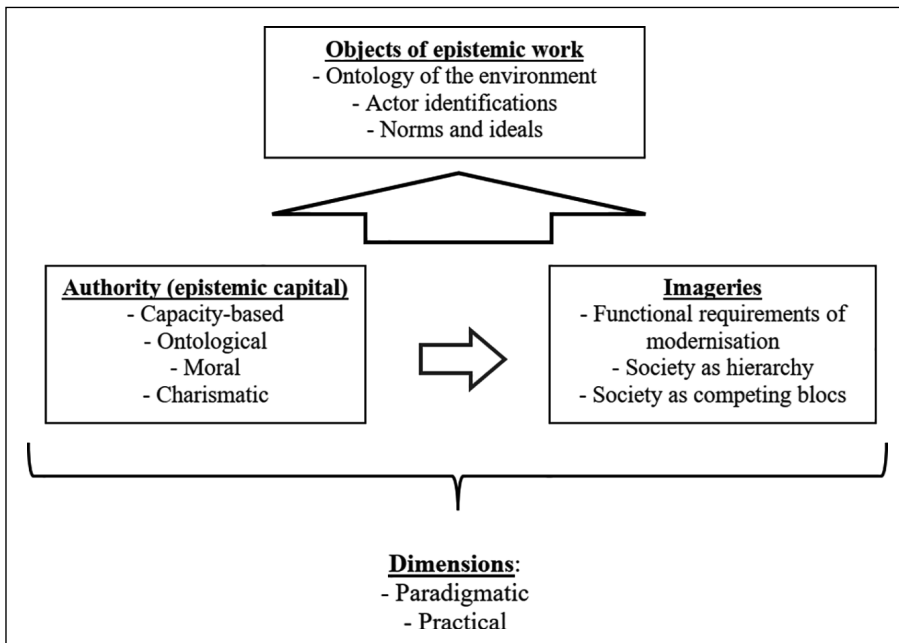 Objects of epistemic work
- Ontology of the environment
- Actor identifications
- Norms and ideals
Authority (epistemic capital)
- Capacity-based
- Ontological
- Moral
- Charismatic
Imageries
- Functional requirements of
modernisation
- Society as hierarchy
- Society as competing blocs
Dimensions:
- Paradigmatic
- Practical